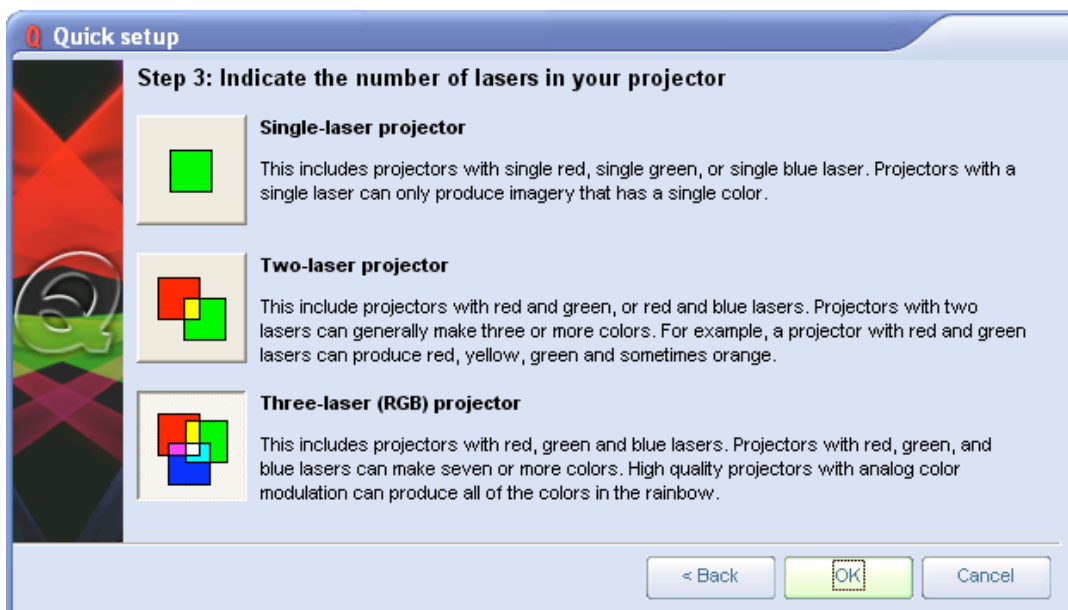 Quick setup
Step 3: Indicate the number of lasers in your projector
Single-laser projector
This includes projectors with single red, single green, or single blue laser. Projectors with a
single laser can only produce imagery that has a single color.
Two-laser projector
This include projectors with red and green, or red and blue lasers. Projectors with two
lasers can generally make three or more colors. For example, a projector with red and green
lasers can produce red, yellow, green and sometimes orange.
Three-laser (RGB) projector
This includes projectors with red, green and blue lasers. Projectors with red, green, and
blue lasers can make seven or more colors. High quality projectors with analog color
modulation can produce all of the colors in the rainbow.
Q
< Back
OK
Cancel